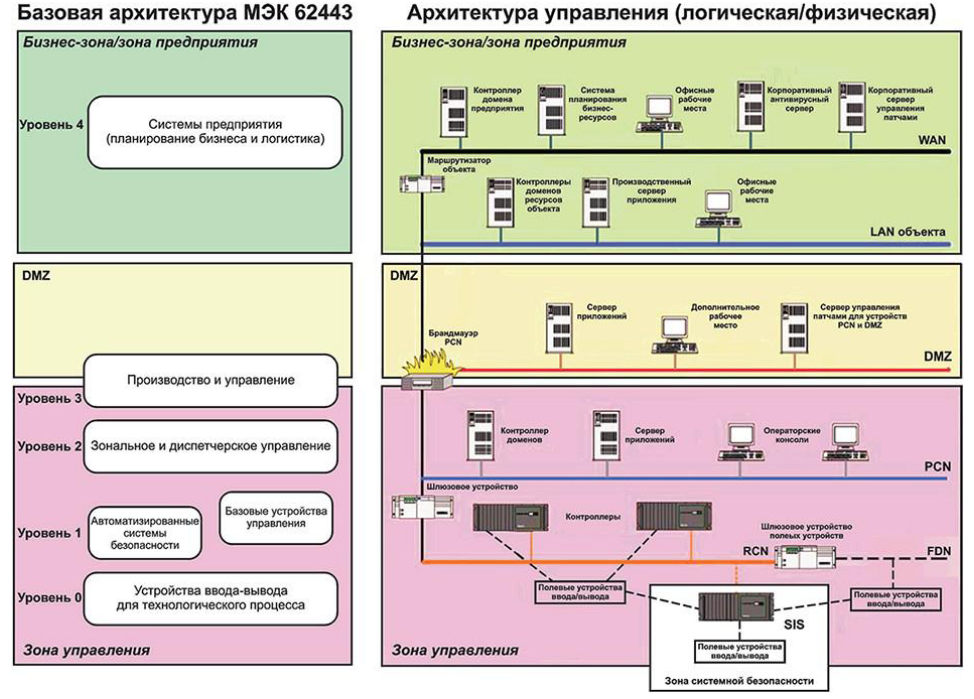 Базовая архитектура МЭК 62443
Бизнес-зона/зона предприятия
Уровень 4
Системы предприятия
(планирование бизнеса и логистика)
DMZ
Производство и управление
Уровень 3
Уровень 2
Зональное и диспетчерское управление
Уровень 1
Автоматизированные
системы
безопасности
Базовые устройства
управления
Уровень 0
Устройства ввода-вывода
для технологического процесса
Зона управления
Архитектура управления (логическая/физическая)
Бизнес-зона/зона предприятия
Контроллер
домена
предприятия
Система
планирования
бизнес-
ресурсов
Офисные
рабочие
места
Корпоративный
антивирусный
сервер
Корпоративный
сервер
управления
патчами
WAN
Маршрутизатор
объекта
Контроллеры
доменов
ресурсов
объекта
Производственный
сервер
приложения
Офисные
рабочие
места
LAN объекта
DMZ
Брандмауэр
PCN
Сервер
приложений
Дополнительное
рабочее
место
Сервер управления
патчами для устройств
PCN и DMZ
DMZ
Контроллер
доменов
Сервер
приложений
Операторские
консоли
PCN
Шлюзовое устройство
Контроллеры
Шлюзовое устройство
полеых устройств
RCN
FDN
Полевые устройства
ввода/вывода
Полевые устройства
ввода/вывода
SIS
Полевые устройства
ввода/вывода
Зона системной безопасности
Зона управления